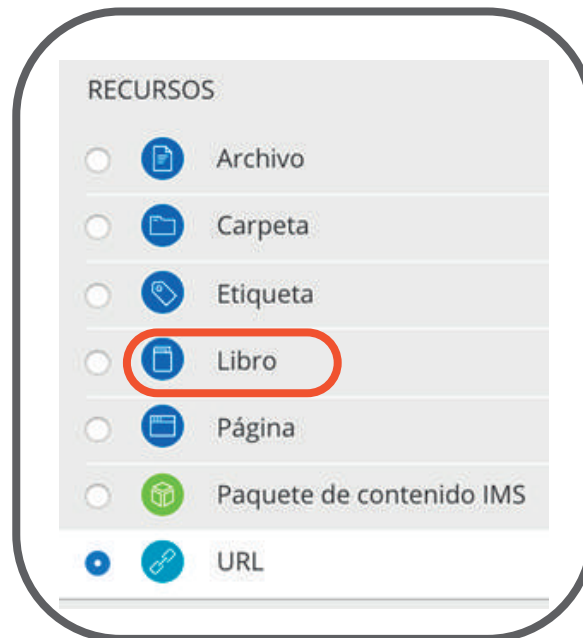 RECURSOS
Archivo
Carpeta
Etiqueta
Libro
Página
Paquete de contenido IMS
URL